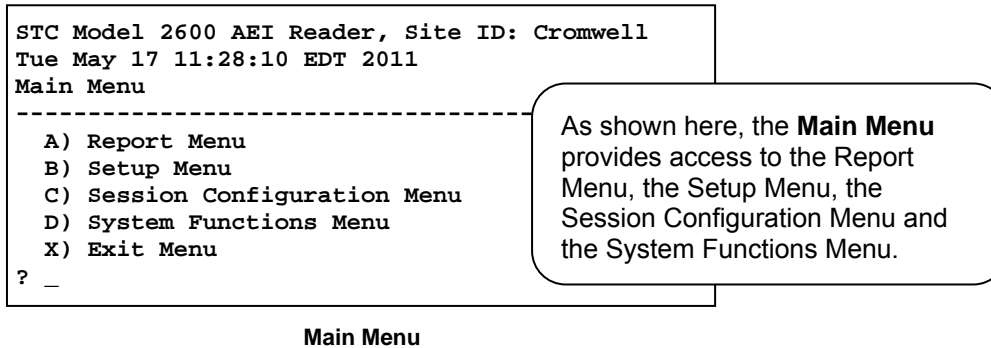 STC Model 2600 AEI Reader, Site ID: Cromwell
Tue May 17 11:28:10 EDT 2011
Main Menu
-----------------------------------
A) Report Menu
B) Setup Menu
C) Session Configuration Menu
D) System Functions Menu
X) Exit Menu
? _
As shown here, the Main Menu
provides access to the Report
Menu, the Setup Menu, the
Session Configuration Menu and
the System Functions Menu.
Main Menu